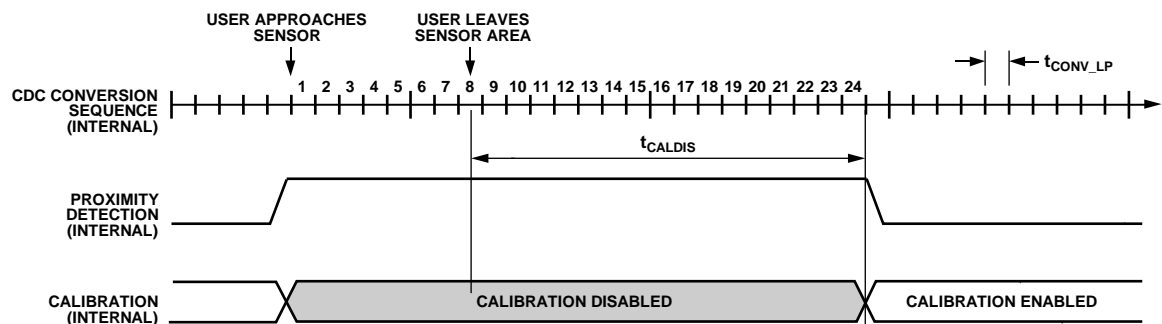 USER APPROACHES
SENSOR
USER LEAVES
SENSOR AREA
tCONV_LP
1 2 3 4 5 6 7 8 9 10 11 12 13 14 15 16 17 18 19 20 21 22 23 24
CDC CONVERSION
SEQUENCE
(INTERNAL)
tCALDIS
PROXIMITY
DETECTION
(INTERNAL)
CALIBRATION
(INTERNAL)
CALIBRATION DISABLED
CALIBRATION ENABLED